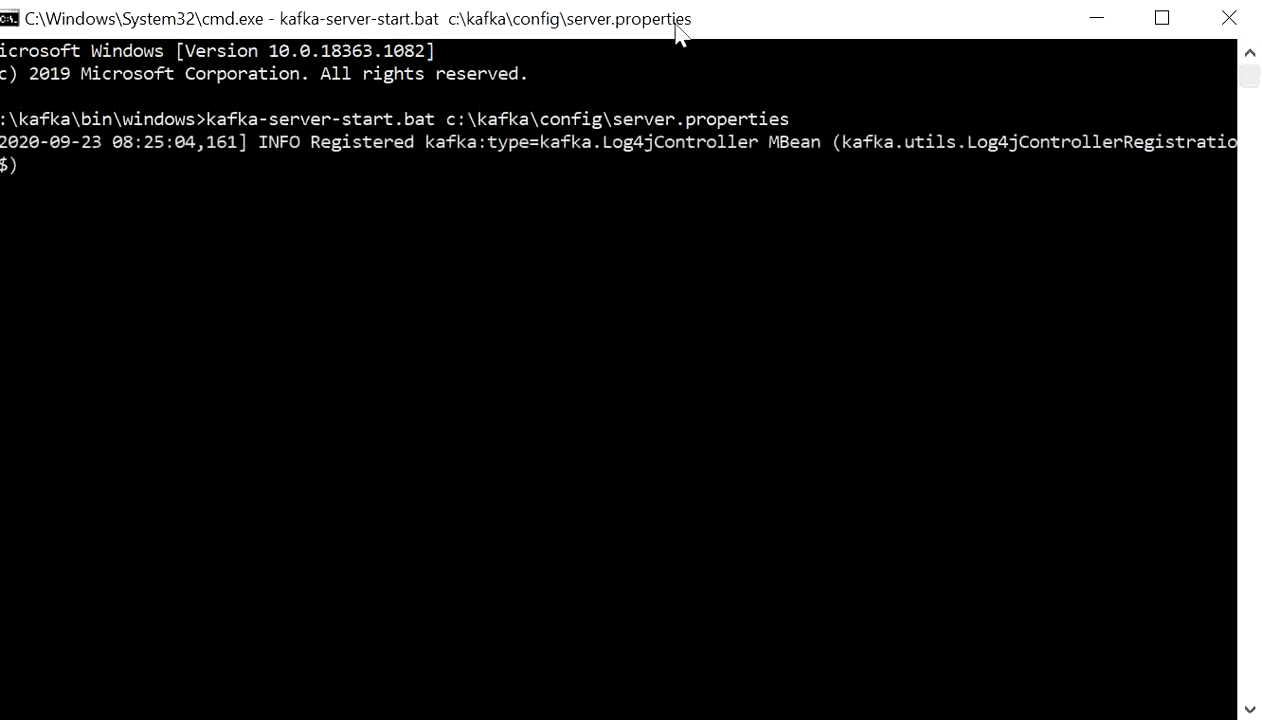 C:\Windows\System32\cmd.exe - kafka-server-start.bat c:\kafka\config\server.properties
icrosoft Windows [Version 10.0.18363.1082]
c) 2019 Microsoft Corporation. All rights reserved.
:\kafka\bin\windows>kafka-server-start.bat c:\kafka\config\server.properties
2020-09-23 08:25:04,161] INFO Registered kafka:type=kafka.Log4jController MBean (kafka.utils.Log4jControllerRegistratio
$)